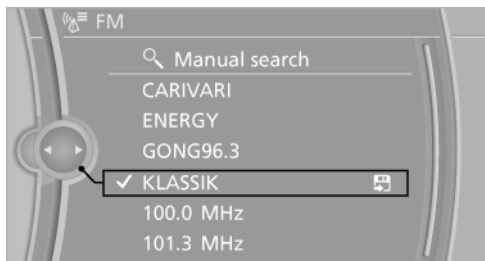 FM
Manual search
CARIVARI
ENERGY
GONG96.3
KLASSIK
100.0 MHz
101.3 MHz